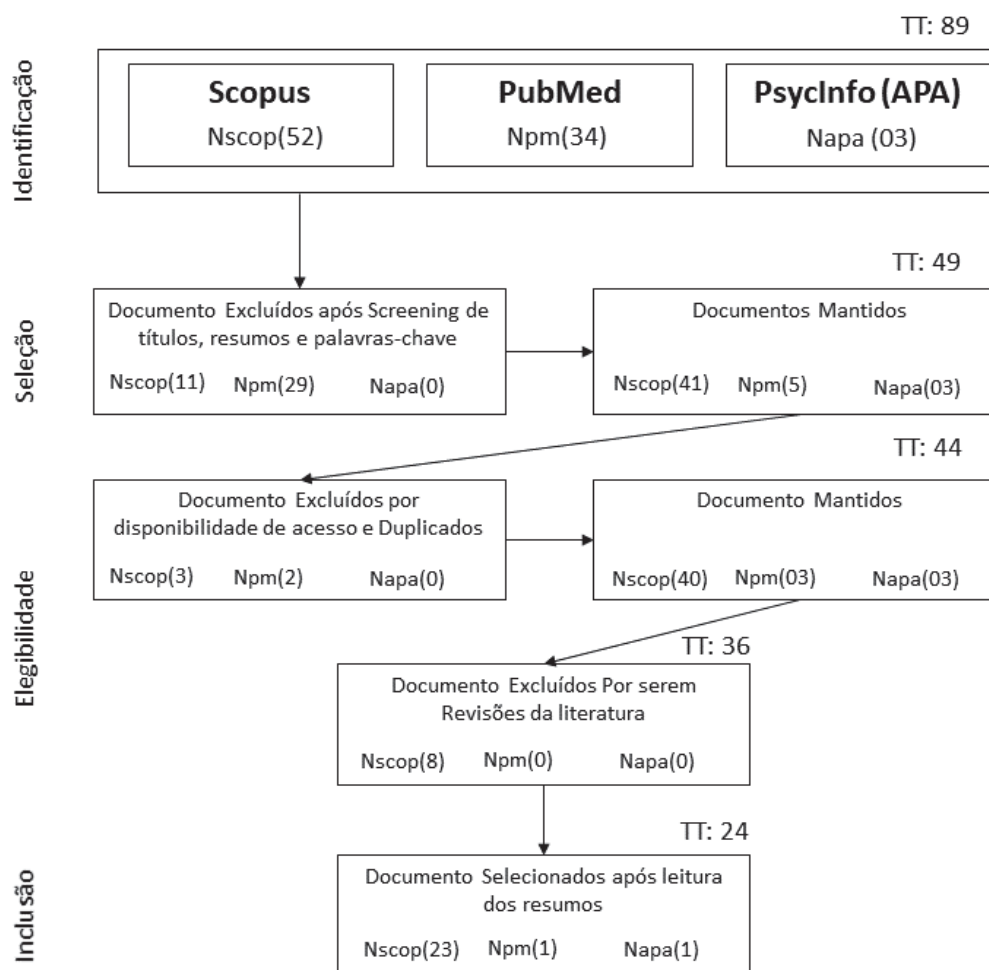 TT: 89
Identificação
Scopus
Nscop(52)
PubMed
Npm(34)
PsycInfo (APA)
Napa (03)
Seleção
Documento Excluídos após Screening de
títulos, resumos e palavras-chave
Nscop(11) Npm(29) Napa(0)
TT: 49
Documentos Mantidos
Nscop(41) Npm(5) Napa(03)
Elegibilidade
Documento Excluídos por
disponibilidade de acesso e Duplicados
Nscop(3) Npm(2) Napa(0)
TT: 44
Documento Mantidos
Nscop(40) Npm(03) Napa(03)
TT: 36
Documento Excluídos Por serem
Revisões da literatura
Nscop(8) Npm(0) Napa(0)
Inclusão
TT: 24
Documento Selecionados após leitura
dos resumos
Nscop(23) Npm(1) Napa(1)